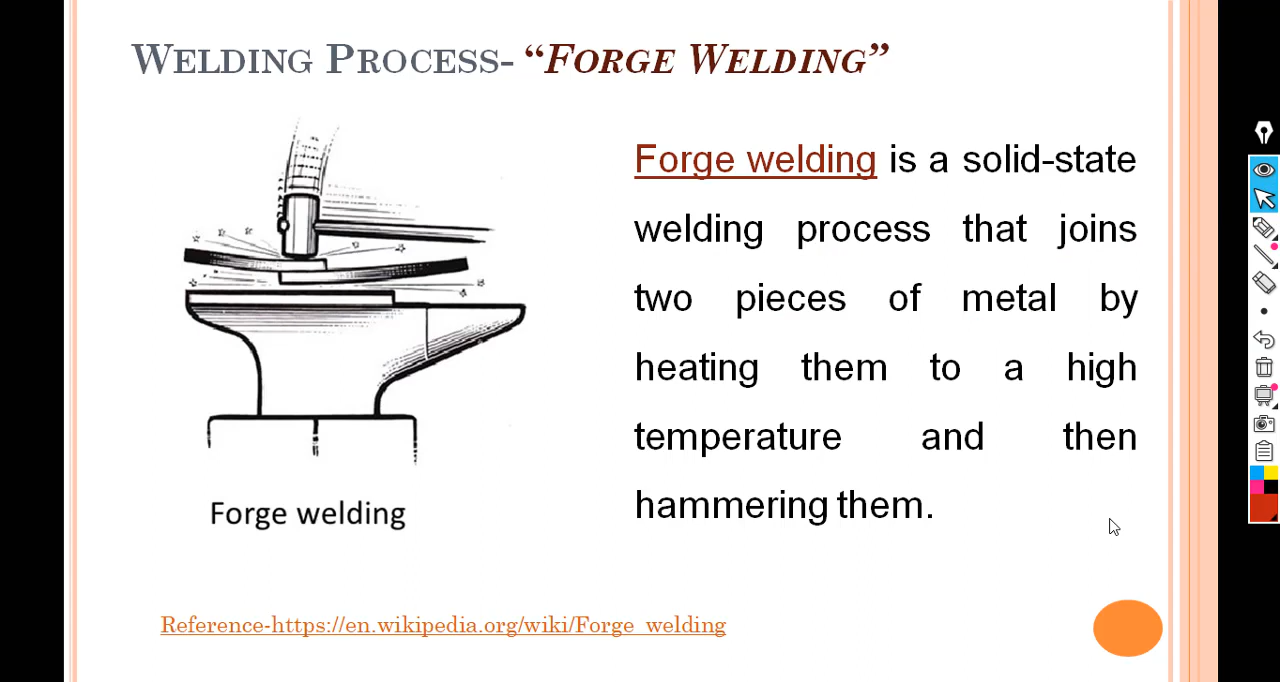 WELDING PROCESS- “FORGE WELDING”
Forge welding is a solid-state
welding process that joins
two pieces of metal by
heating them to a high
temperature and then
hammering them.
Forge welding
Reference-https://en.wikipedia.org/wiki/Forge_welding